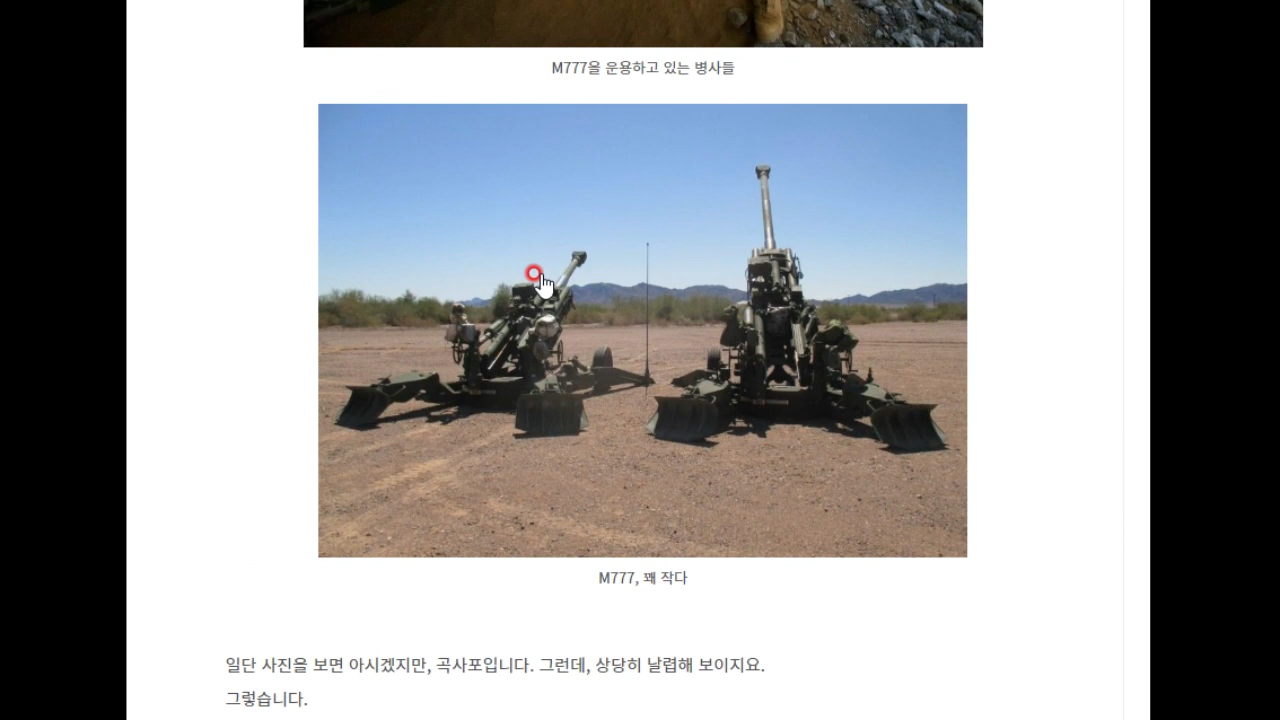 M777을 운용하고 있는 병사들
M777, 꽤 작다
일단 사진을 보면 아시겠지만, 곡사포입니다. 그런데, 상당히 날렵해 보이지요.
그렇습니다.